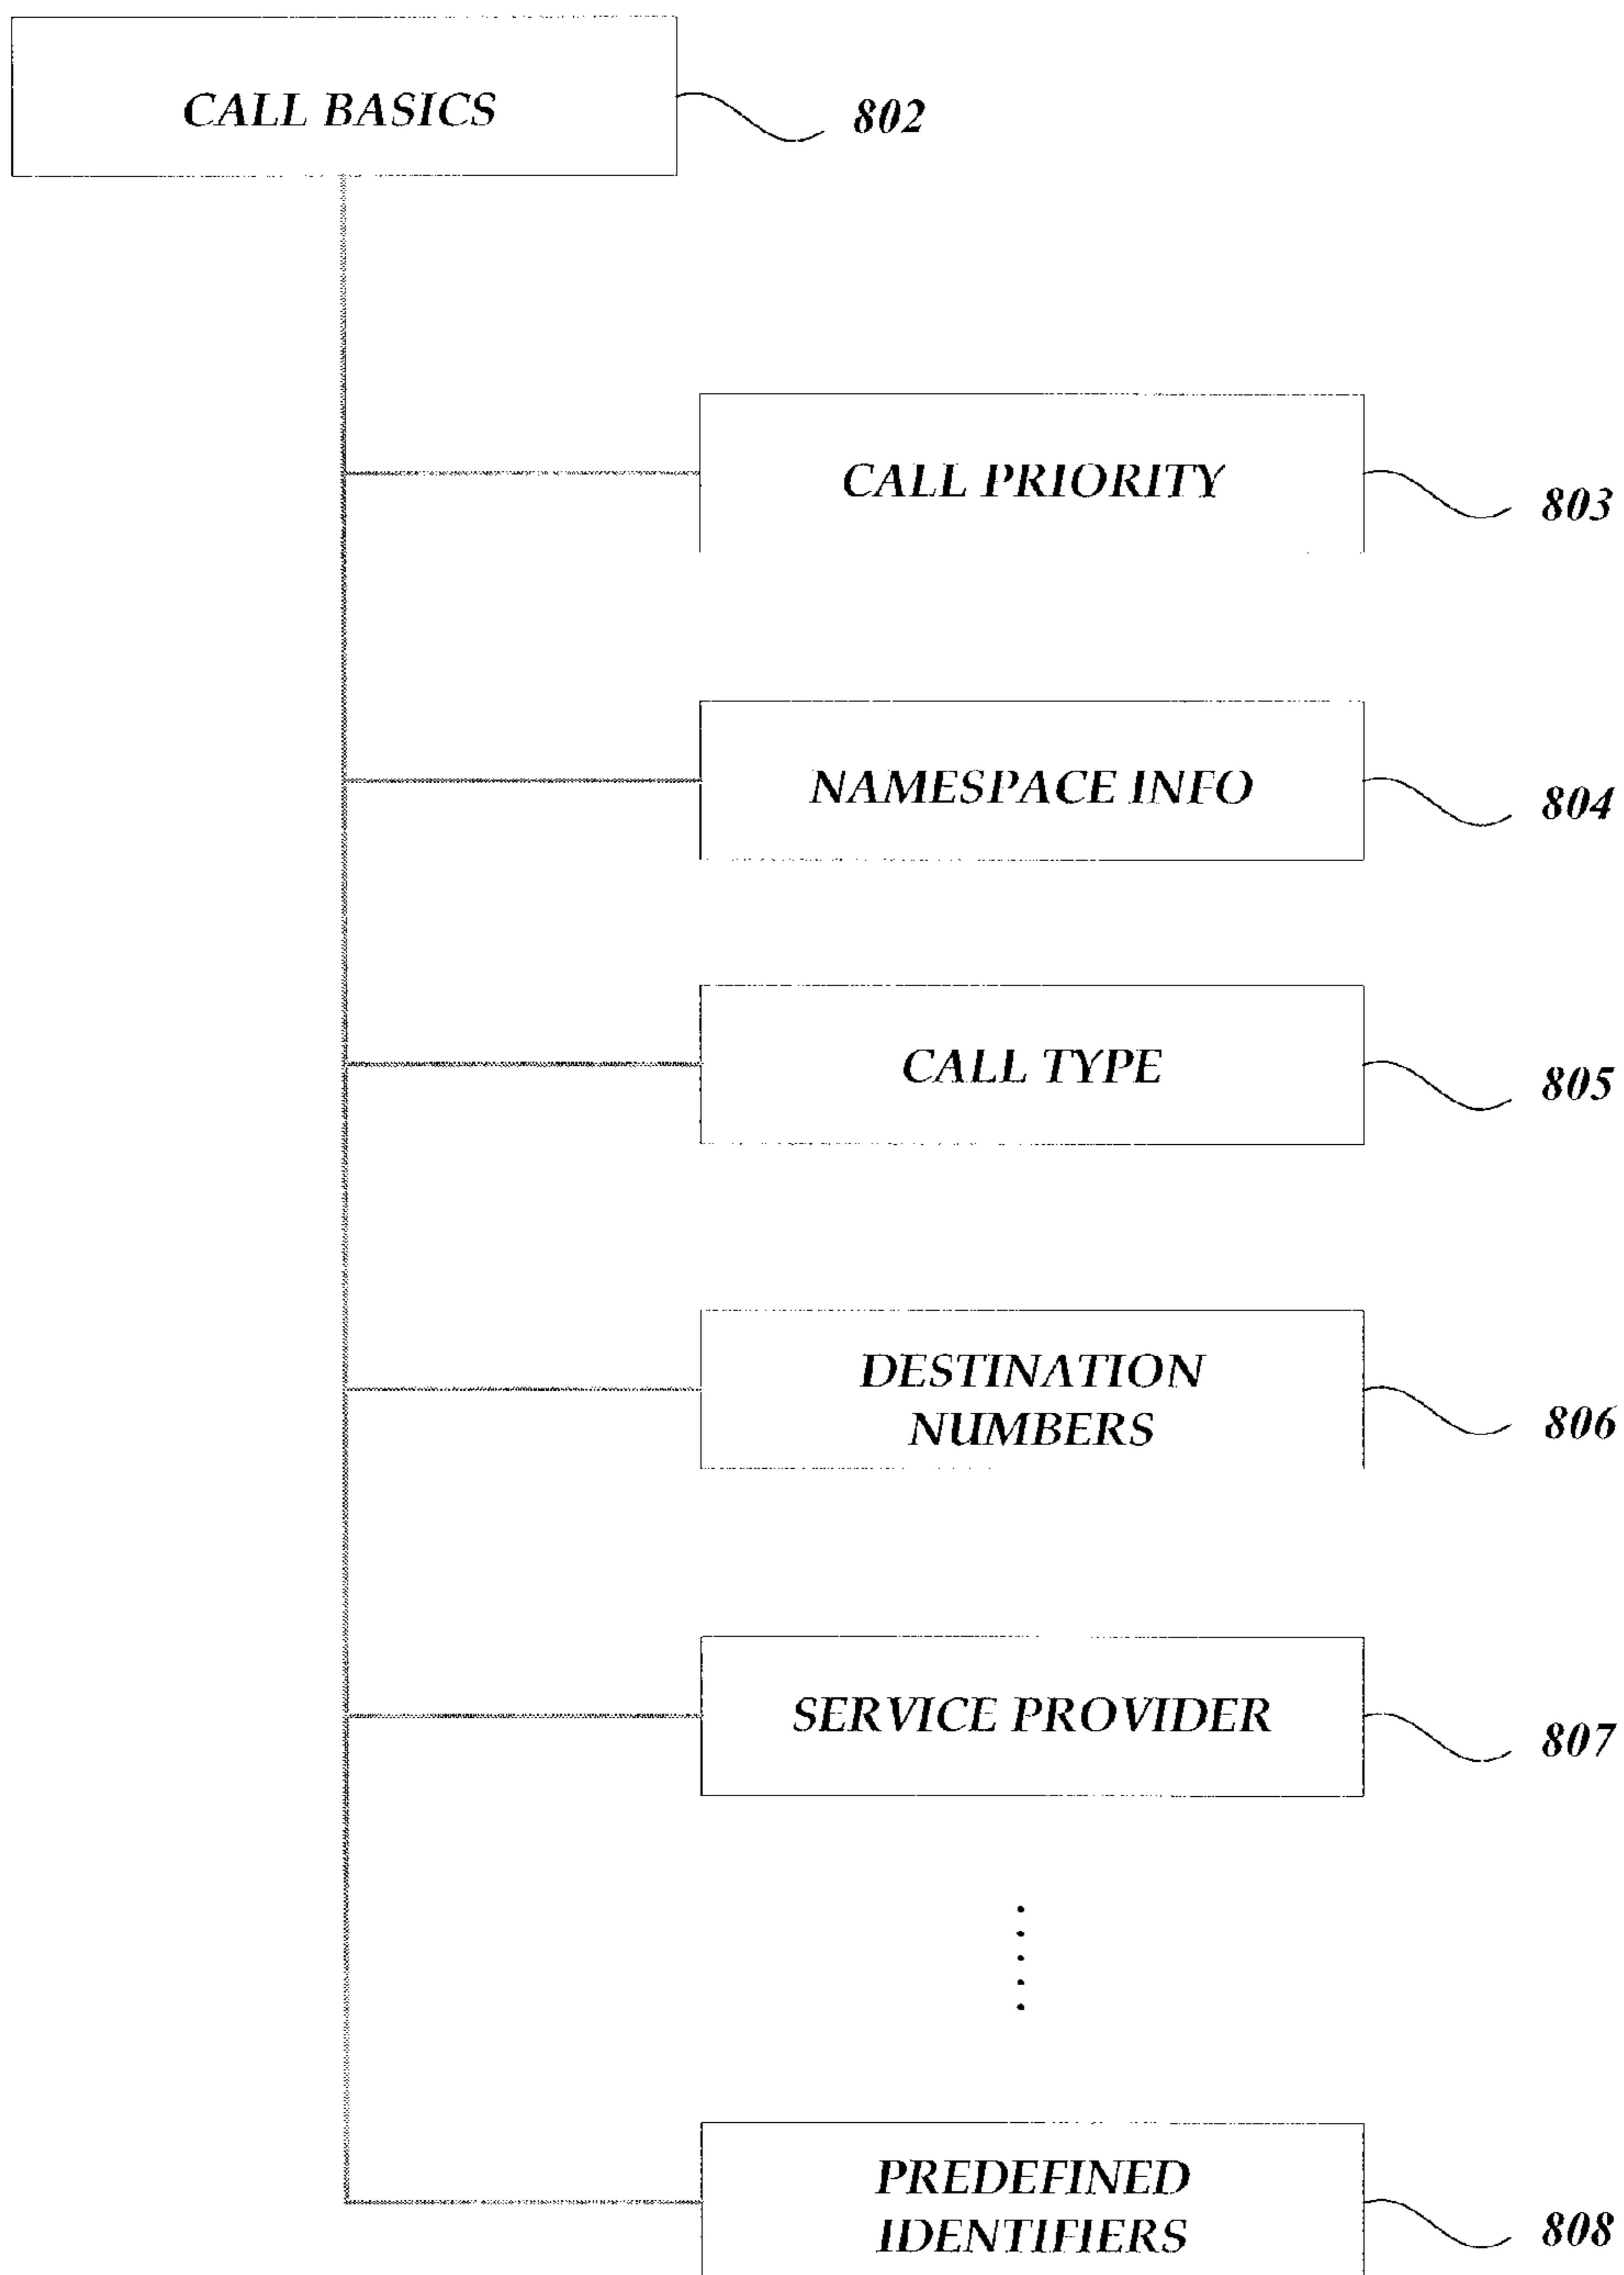 CALL BASICS
802
CALL PRIORITY
803
NAMESPACE INFO
804
CALL TYPE
805
DESTINATION
NUMBERS
806
SERVICE PROVIDER
807
PREDEFINED
IDENTIFIERS
808